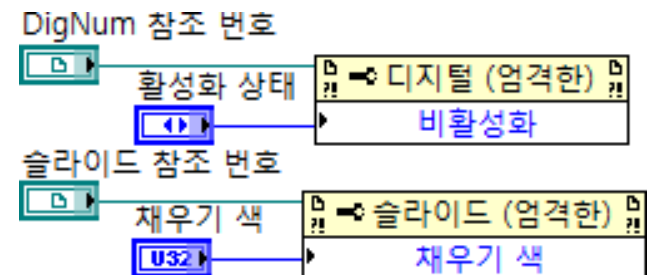 DigNum 참조 번호
디지털 (엄격한)
활성화 상태
비활성화
슬라이드 참조 번호
슬라이드 (엄격한)
채우기 색
U32
채우기 색